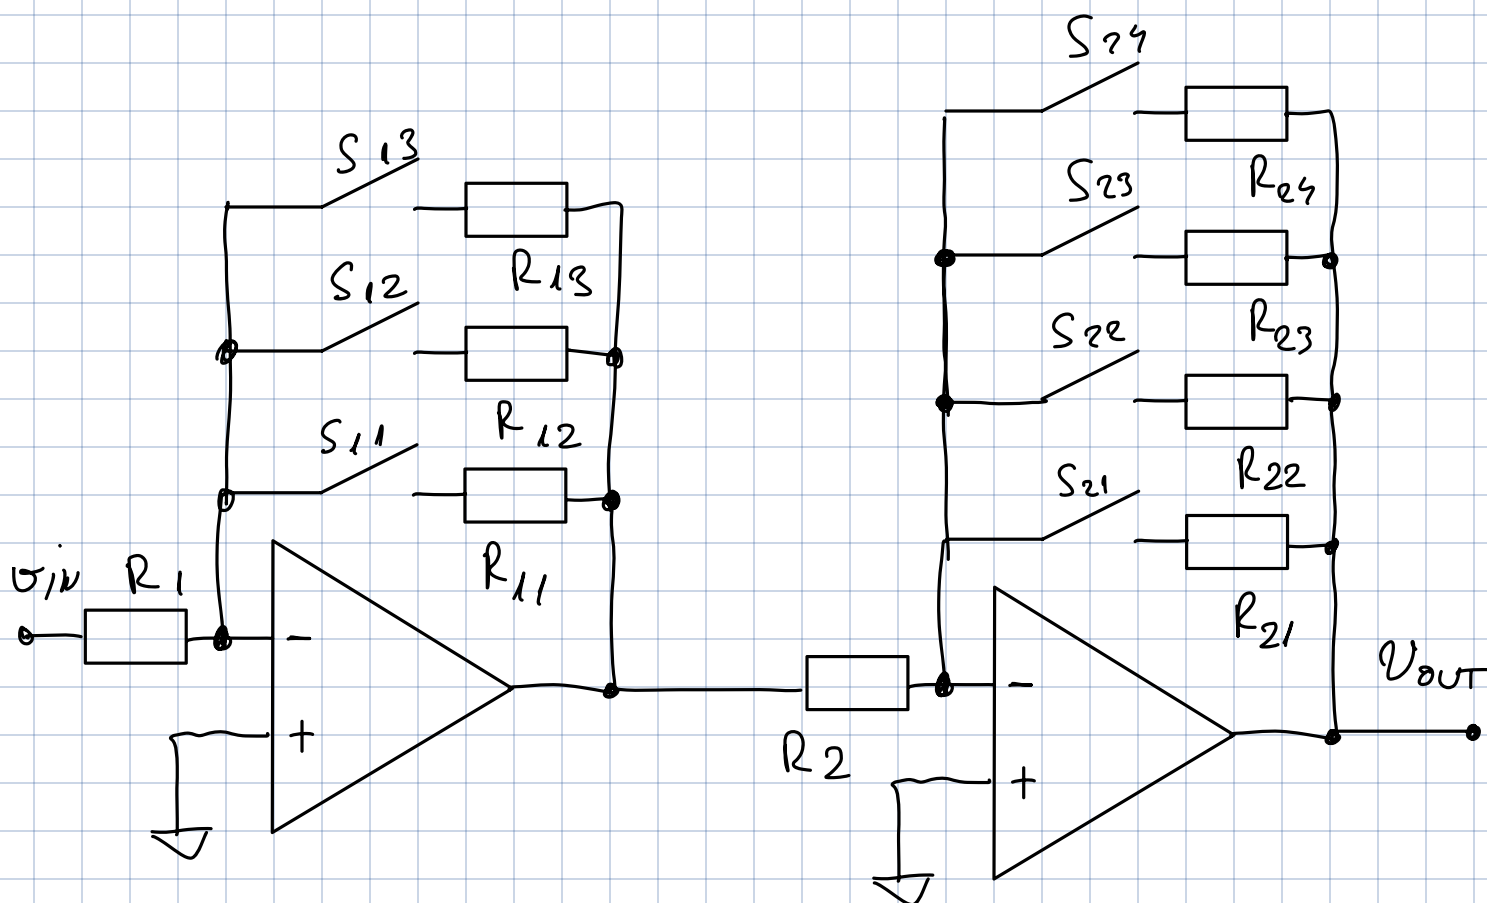 S24
S13
S23
R24
S12
R13
S22
R23
S11
R12
S21
R22
vin
R1
R11
R21
−
+
VOUT
R2
−
+